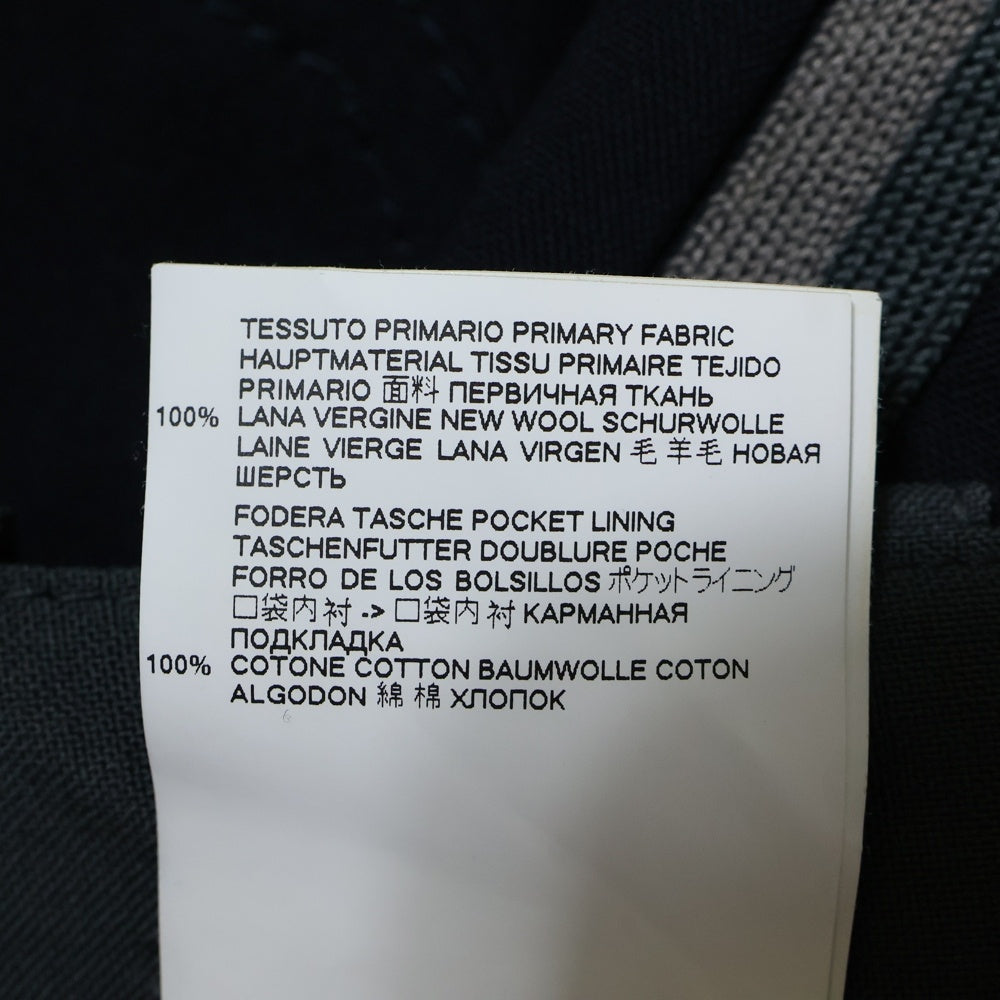 TESSUTO PRIMARIO PRIMARY FABRIC
HAUPTMATERIAL TISSU PRIMAIRE TEJIDO
PRIMARIO 面料 ПЕРВИЧНАЯ ТКАНЬ
100% LANA VERGINE NEW WOOL SCHURWOLLE
LAINE VIERGE LANA VIRGEN 毛 羊毛 НОВАЯ
ШЕРСТЬ
FODERA TASCHE POCKET LINING
TASCHENFUTTER DOUBLURE POCHE
FORRO DE LOS BOLSILLOS ポケットライニング
口袋内衬 -> 口袋内衬 КАРМАННАЯ
ПОДКЛАДКА
100% COTONE COTTON BAUMWOLLE COTON
ALGODON 綿 棉 ХЛОПОК